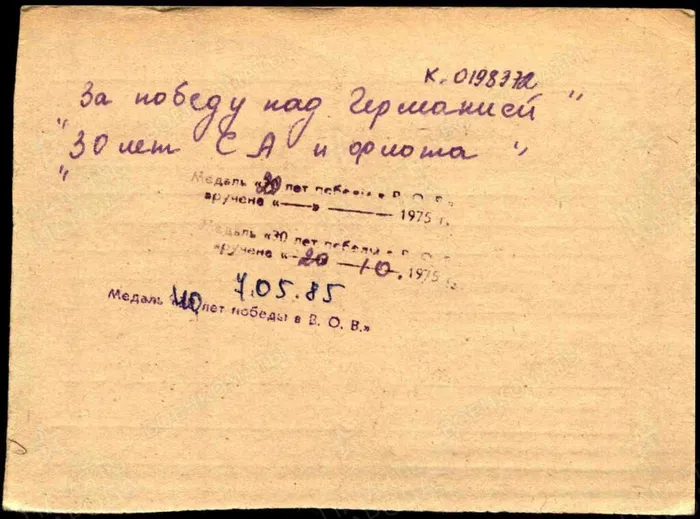 К. 0198372
"За победу над Германией"
"30 лет СА и флота"
Медаль «20 лет победы в В. О. В.»
вручена «——» ———— 1975 г.
Медаль «30 лет победы в В. О. В.»
вручена «—20—10. 1975 г.
7.05.85
Медаль «40 лет победы в В. О. В.»